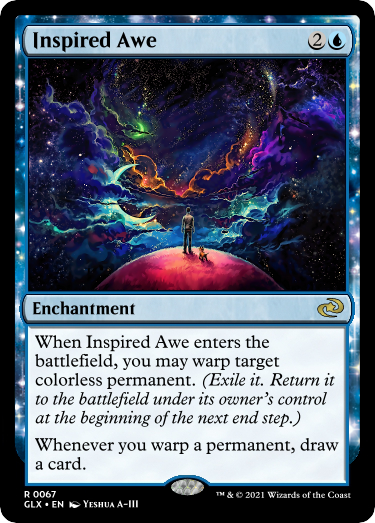 Inspired Awe 2
Enchantment
When Inspired Awe enters the
battlefield, you may warp target
colorless permanent. (Exile it. Return it
to the battlefield under its owner's control
at the beginning of the next end step.)
Whenever you warp a permanent, draw
a card.
R 0067
GLX • EN Yeshua A-III
™ & © 2021 Wizards of the Coast